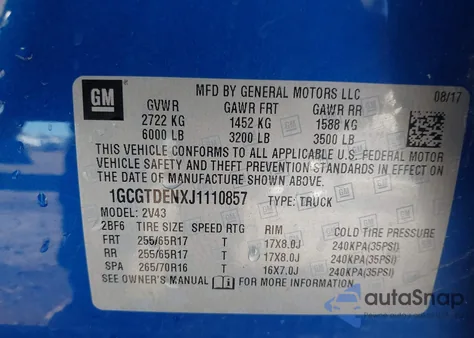 GM
MFD BY GENERAL MOTORS LLC 08/17
GVWR GAWR FRT GAWR RR
2722 KG 1452 KG 1588 KG
6000 LB 3200 LB 3500 LB
THIS VEHICLE CONFORMS TO ALL APPLICABLE U.S. FEDERAL MOTOR
VEHICLE SAFETY AND THEFT PREVENTION STANDARDS IN EFFECT ON
THE DATE OF MANUFACTURE SHOWN ABOVE.
1GCGTDENXJ1110857 TYPE: TRUCK
MODEL: 2V43
2BF6 TIRE SIZE SPEED RTG RIM COLD TIRE PRESSURE
FRT 255/65R17 T 17X8.0J 240KPA(35PSI)
RR 255/65R17 T 17X8.0J 240KPA(35PSI)
SPA 265/70R16 T 16X7.0J 240KPA(35PSI)
SEE OWNER'S MANUAL FOR MORE INFORMATION.
autoSnap